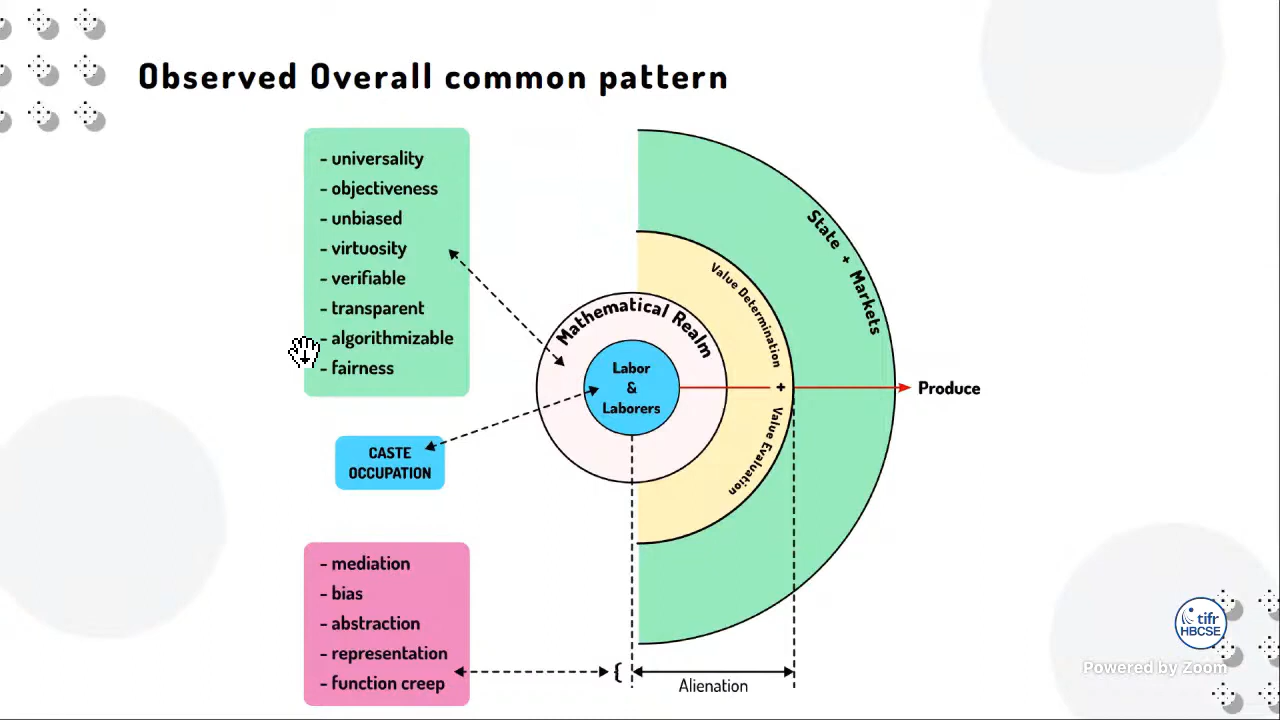 Observed Overall common pattern
- universality
- objectiveness
- unbiased
- virtuosity
- verifiable
- transparent
- algorithmizable
- fairness
CASTE
OCCUPATION
- mediation
- bias
- abstraction
- representation
- function creep
Mathematical Realm
Labor
&
Laborers
Value Determination + Value Evaluation
State + Markets
Produce
{
Alienation
tifr
HBCSE
Powered by Zoom